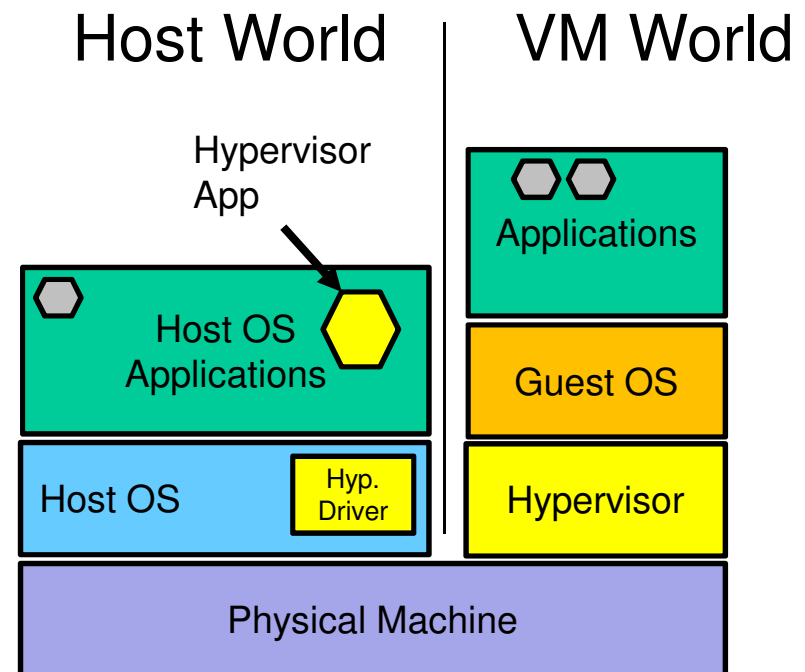 Host World
VM World
Hypervisor
App
Applications
Host OS
Applications
Guest OS
Host OS
Hyp.
Driver
Hypervisor
Physical Machine